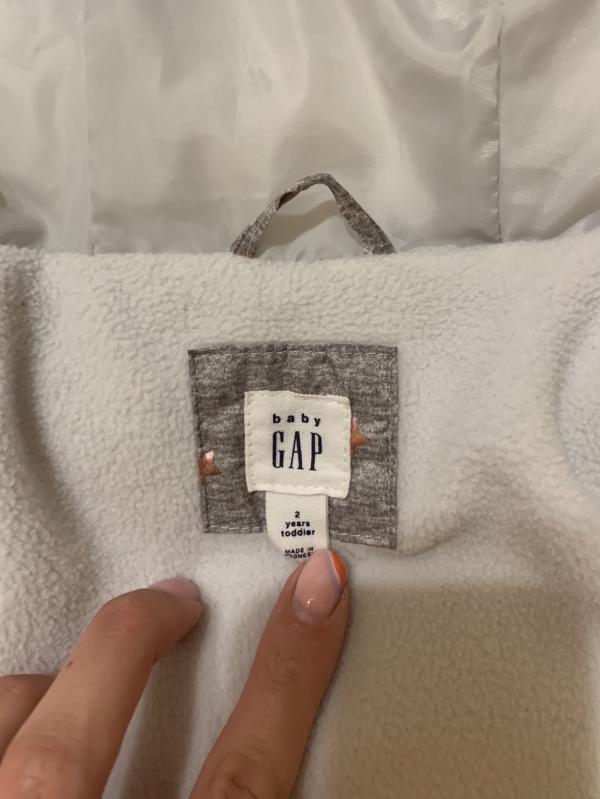 baby
GAP
2
years
toddler
MADE IN